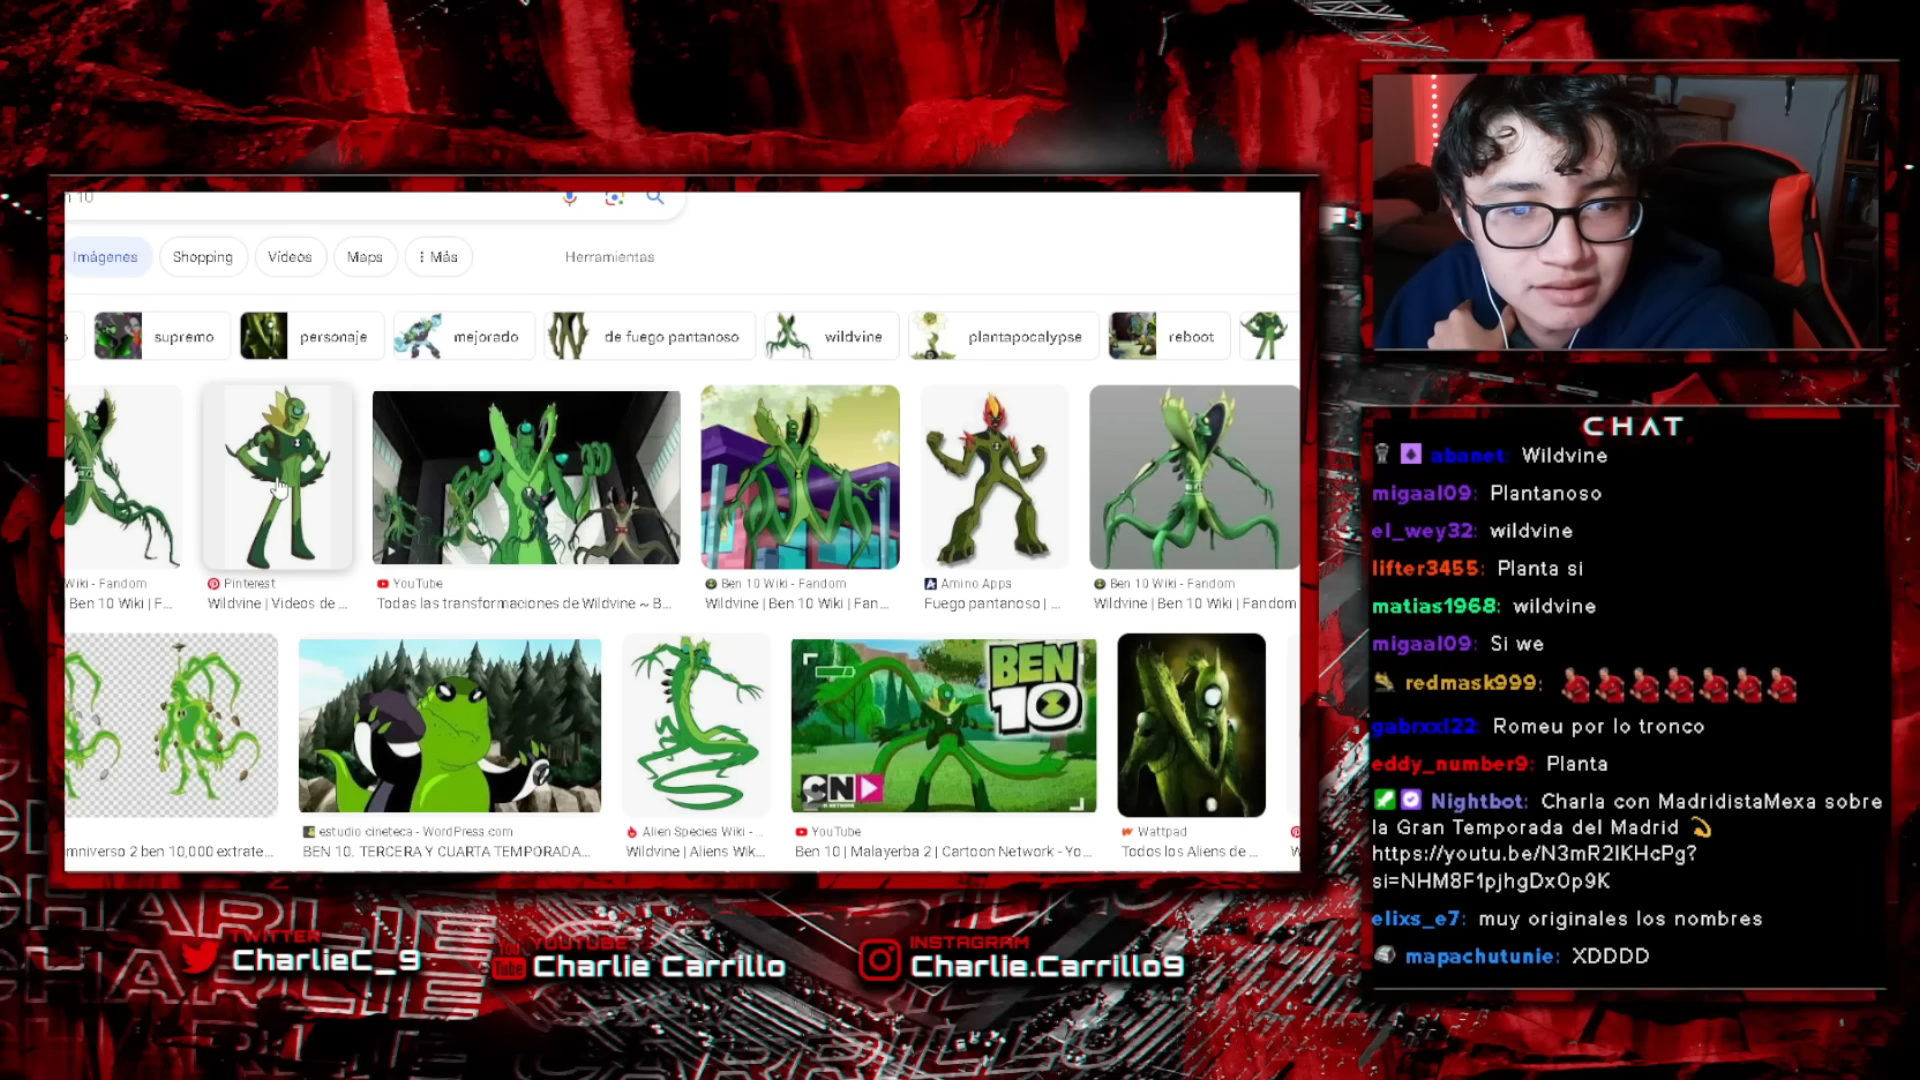 n 10
Imágenes
Shopping
Vídeos
Maps
Más
Herramientas
supremo
personaje
mejorado
de fuego pantanoso
wildvine
plantapocalypse
reboot
Wiki - Fandom
Ben 10 Wiki | F...
Pinterest
Wildvine | Videos de ...
YouTube
Todas las transformaciones de Wildvine ~ B...
Ben 10 Wiki - Fandom
Wildvine | Ben 10 Wiki | Fan...
Amino Apps
Fuego pantanoso | ...
Ben 10 Wiki - Fandom
Wildvine | Ben 10 Wiki | Fandom
BEN
10
CN
mniverso 2 ben 10,000 extrate...
estudio cineteca - WordPress.com
BEN 10. TERCERA Y CUARTA TEMPORADA...
Alien Species Wiki - ...
Wildvine | Aliens Wik...
YouTube
Ben 10 | Malayerba 2 | Cartoon Network - Yo...
Wattpad
Todos los Aliens de ...
CHAT
abanet: Wildvine
migaal09: Plantanoso
el_wey32: wildvine
lifter3455: Planta si
matias1968: wildvine
migaal09: Si we
redmask999:
gabrxx122: Romeu por lo tronco
eddy_number9: Planta
Nightbot: Charla con MadridistaMexa sobre
la Gran Temporada del Madrid
https://youtu.be/N3mR2IKHcPg?
si=NHM8F1pjhgDx0p9K
elixs_e7: muy originales los nombres
mapachutunie: XDDDD
TWITTER
CharlieC_9
You
Tube
YOUTUBE
Charlie Carrillo
INSTAGRAM
Charlie.Carrillo9
CHARLIE